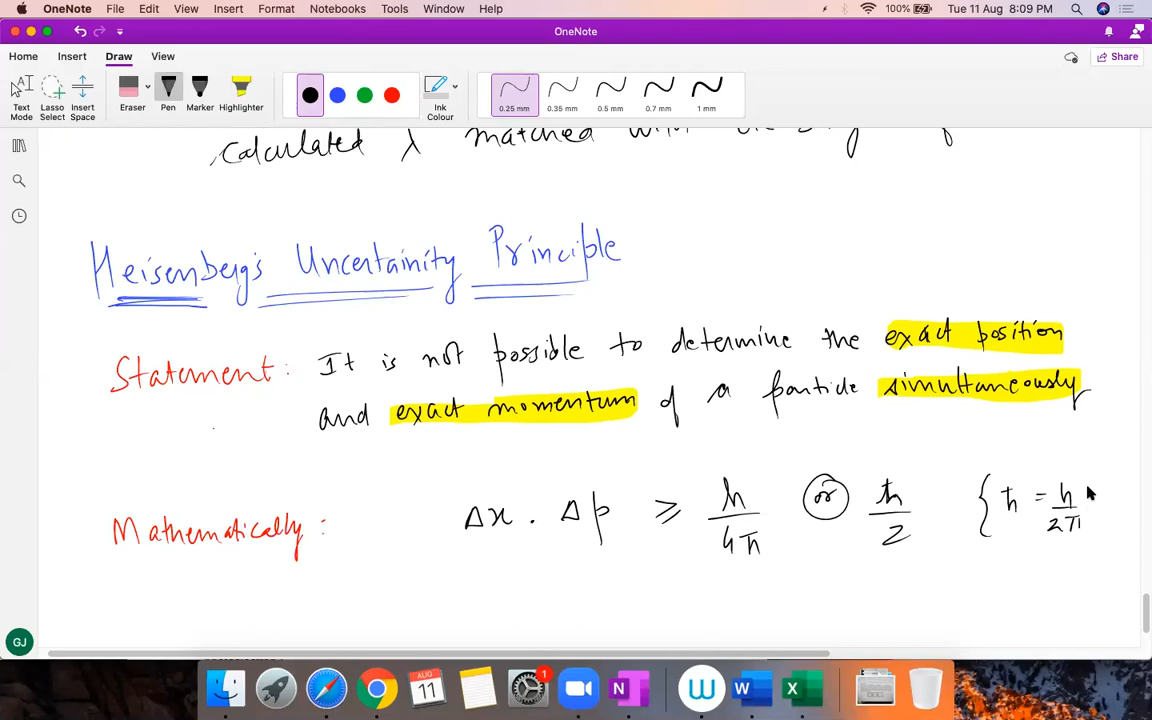 OneNote File Edit View Insert Format Notebooks Tools Window Help 100% Tue 11 Aug 8:09 PM
OneNote
Home Insert Draw View Share
Text Mode Lasso Select Insert Space Eraser Pen Marker Highlighter Ink Colour 0.25 mm 0.35 mm 0.5 mm 0.7 mm 1 mm
calculated λ matched
Heisenberg's Uncertainity Principle
Statement: It is not possible to determine the exact position
and exact momentum of a particle simultaneously
Mathematically: Δx . Δp ≥ h/4π or ħ/2 { ħ = h/2π
GJ
AUG 11
1
N W W X